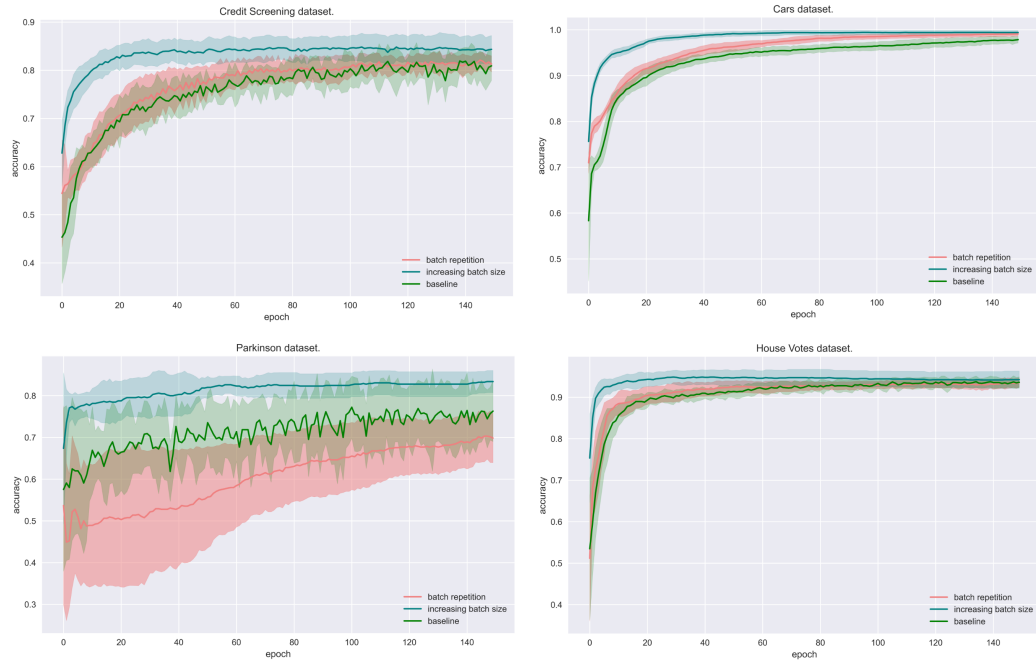 Credit Screening dataset.
0.9
0.8
0.7
0.6
0.5
0.4
accuracy
batch repetition
increasing batch size
baseline
0 20 40 60 80 100 120 140
epoch
Cars dataset.
1.0
0.9
0.8
0.7
0.6
0.5
accuracy
batch repetition
increasing batch size
baseline
0 20 40 60 80 100 120 140
epoch
Parkinson dataset.
0.8
0.7
0.6
0.5
0.4
0.3
accuracy
batch repetition
increasing batch size
baseline
0 20 40 60 80 100 120 140
epoch
House Votes dataset.
0.9
0.8
0.7
0.6
0.5
0.4
accuracy
batch repetition
increasing batch size
baseline
0 20 40 60 80 100 120 140
epoch